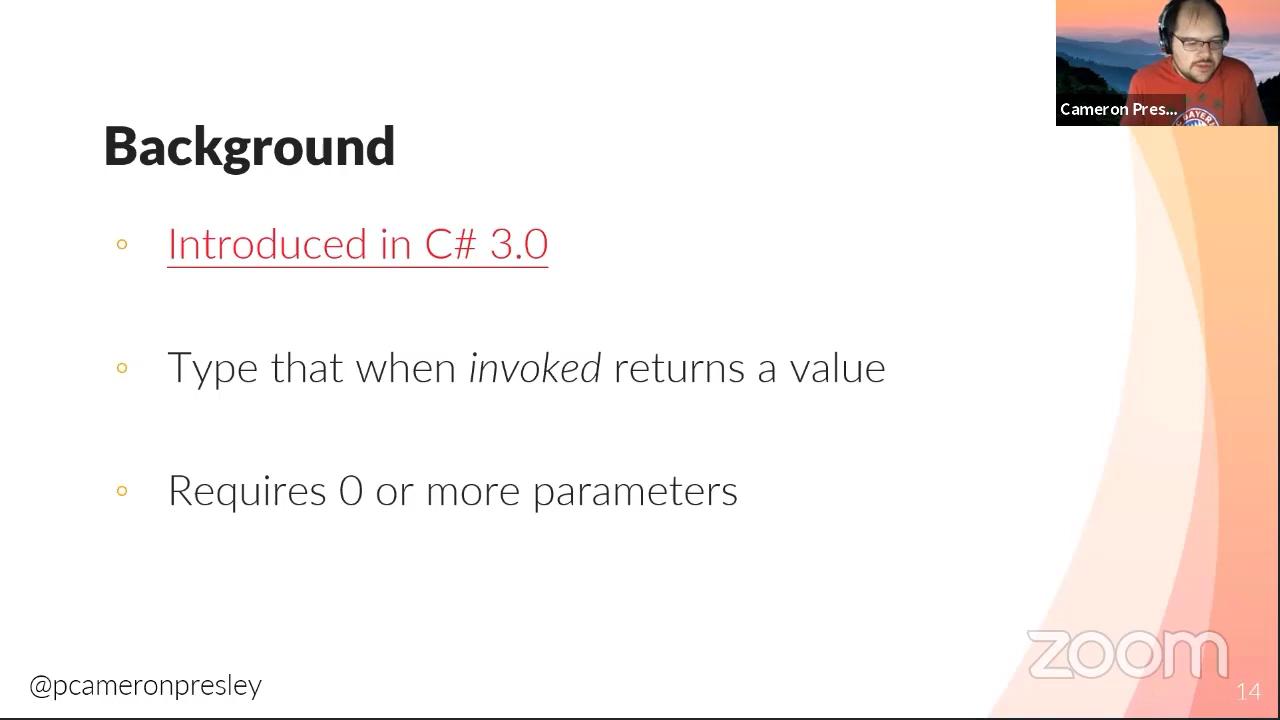 Cameron Pres...
BAYERN
Background
Introduced in C# 3.0
Type that when invoked returns a value
Requires 0 or more parameters
zoom
@pcameronpresley
14